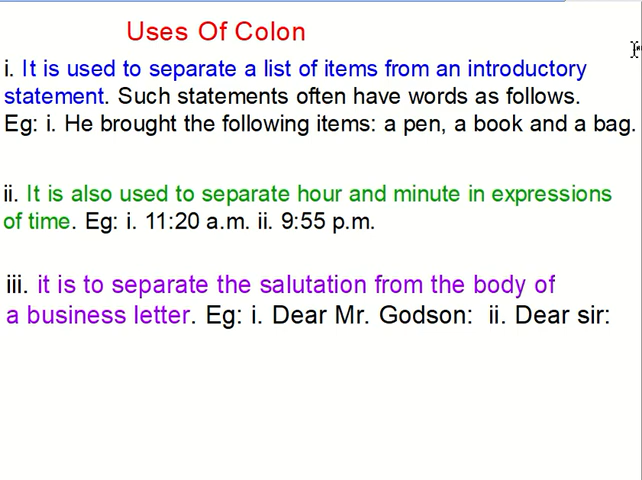 Uses Of Colon
i. It is used to separate a list of items from an introductory
statement. Such statements often have words as follows.
Eg: i. He brought the following items: a pen, a book and a bag.
ii. It is also used to separate hour and minute in expressions
of time. Eg: i. 11:20 a.m. ii. 9:55 p.m.
iii. it is to separate the salutation from the body of
a business letter. Eg: i. Dear Mr. Godson:  ii. Dear sir: